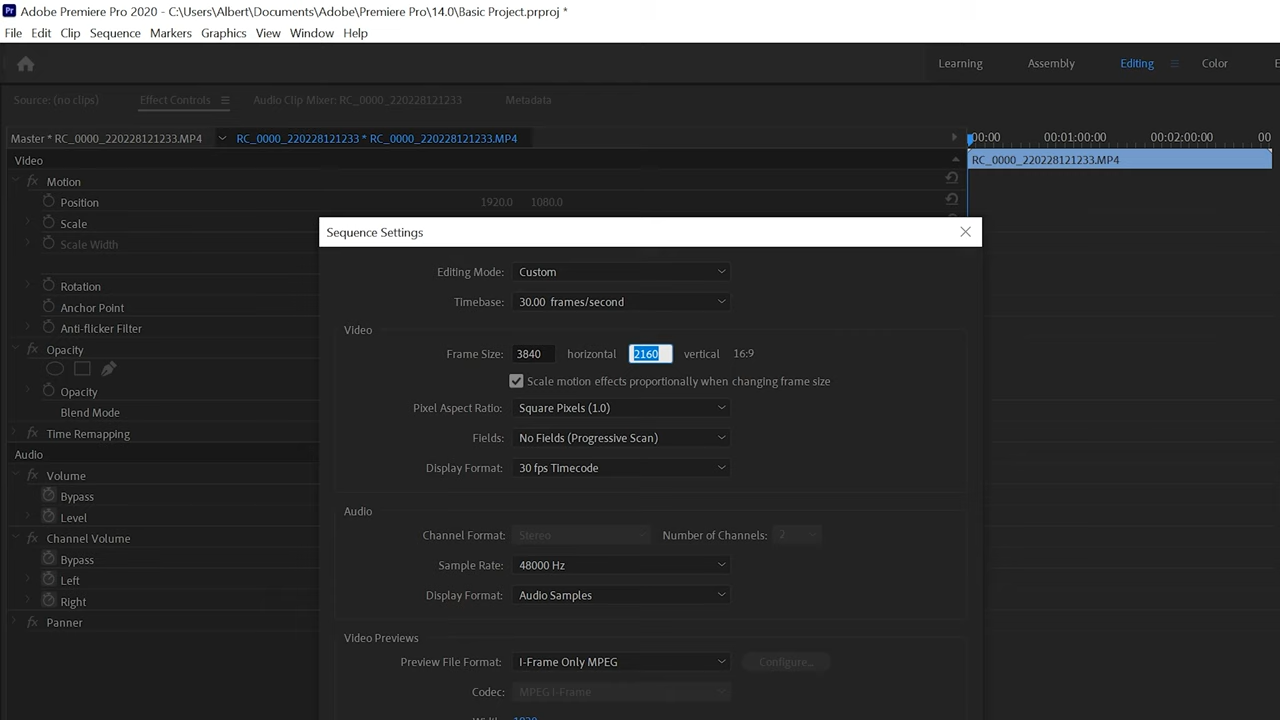 Adobe Premiere Pro 2020 - C:\Users\Albert\Documents\Adobe\Premiere Pro\14.0\Basic Project.prproj *
File Edit Clip Sequence Markers Graphics View Window Help
Learning Assembly Editing Color
Source: (no clips) Effect Controls Audio Clip Mixer: RC_0000_220228121233 Metadata
Master * RC_0000_220228121233.MP4 RC_0000_220228121233 * RC_0000_220228121233.MP4 00:00 00:01:00:00 00:02:00:00 00
Video RC_0000_220228121233.MP4
fx Motion
Position 1920.0 1080.0
Scale
Scale Width
Rotation
Anchor Point
Anti-flicker Filter
fx Opacity
Opacity
Blend Mode
fx Time Remapping
Audio
fx Volume
Bypass
Level
fx Channel Volume
Bypass
Left
Right
fx Panner
Sequence Settings
Editing Mode: Custom
Timebase: 30.00 frames/second
Video
Frame Size: 3840 horizontal 2160 vertical 16:9
Scale motion effects proportionally when changing frame size
Pixel Aspect Ratio: Square Pixels (1.0)
Fields: No Fields (Progressive Scan)
Display Format: 30 fps Timecode
Audio
Channel Format: Stereo Number of Channels: 2
Sample Rate: 48000 Hz
Display Format: Audio Samples
Video Previews
Preview File Format: I-Frame Only MPEG Configure...
Codec: MPEG I-Frame